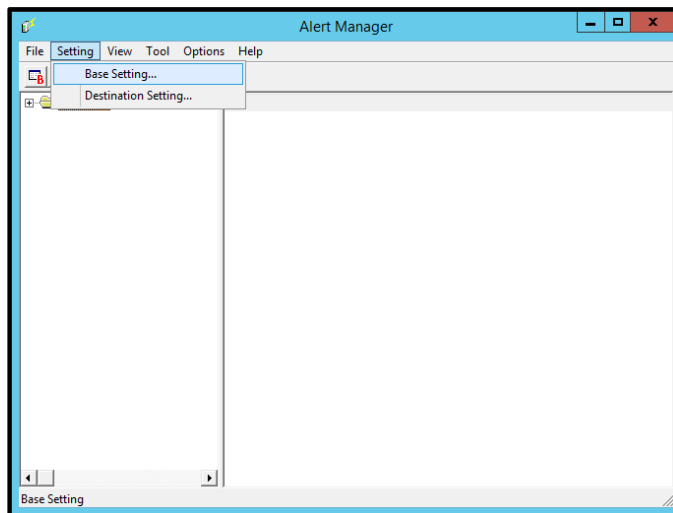 Alert Manager
File Setting View Tool Options Help
B
Base Setting...
Destination Setting...
Base Setting